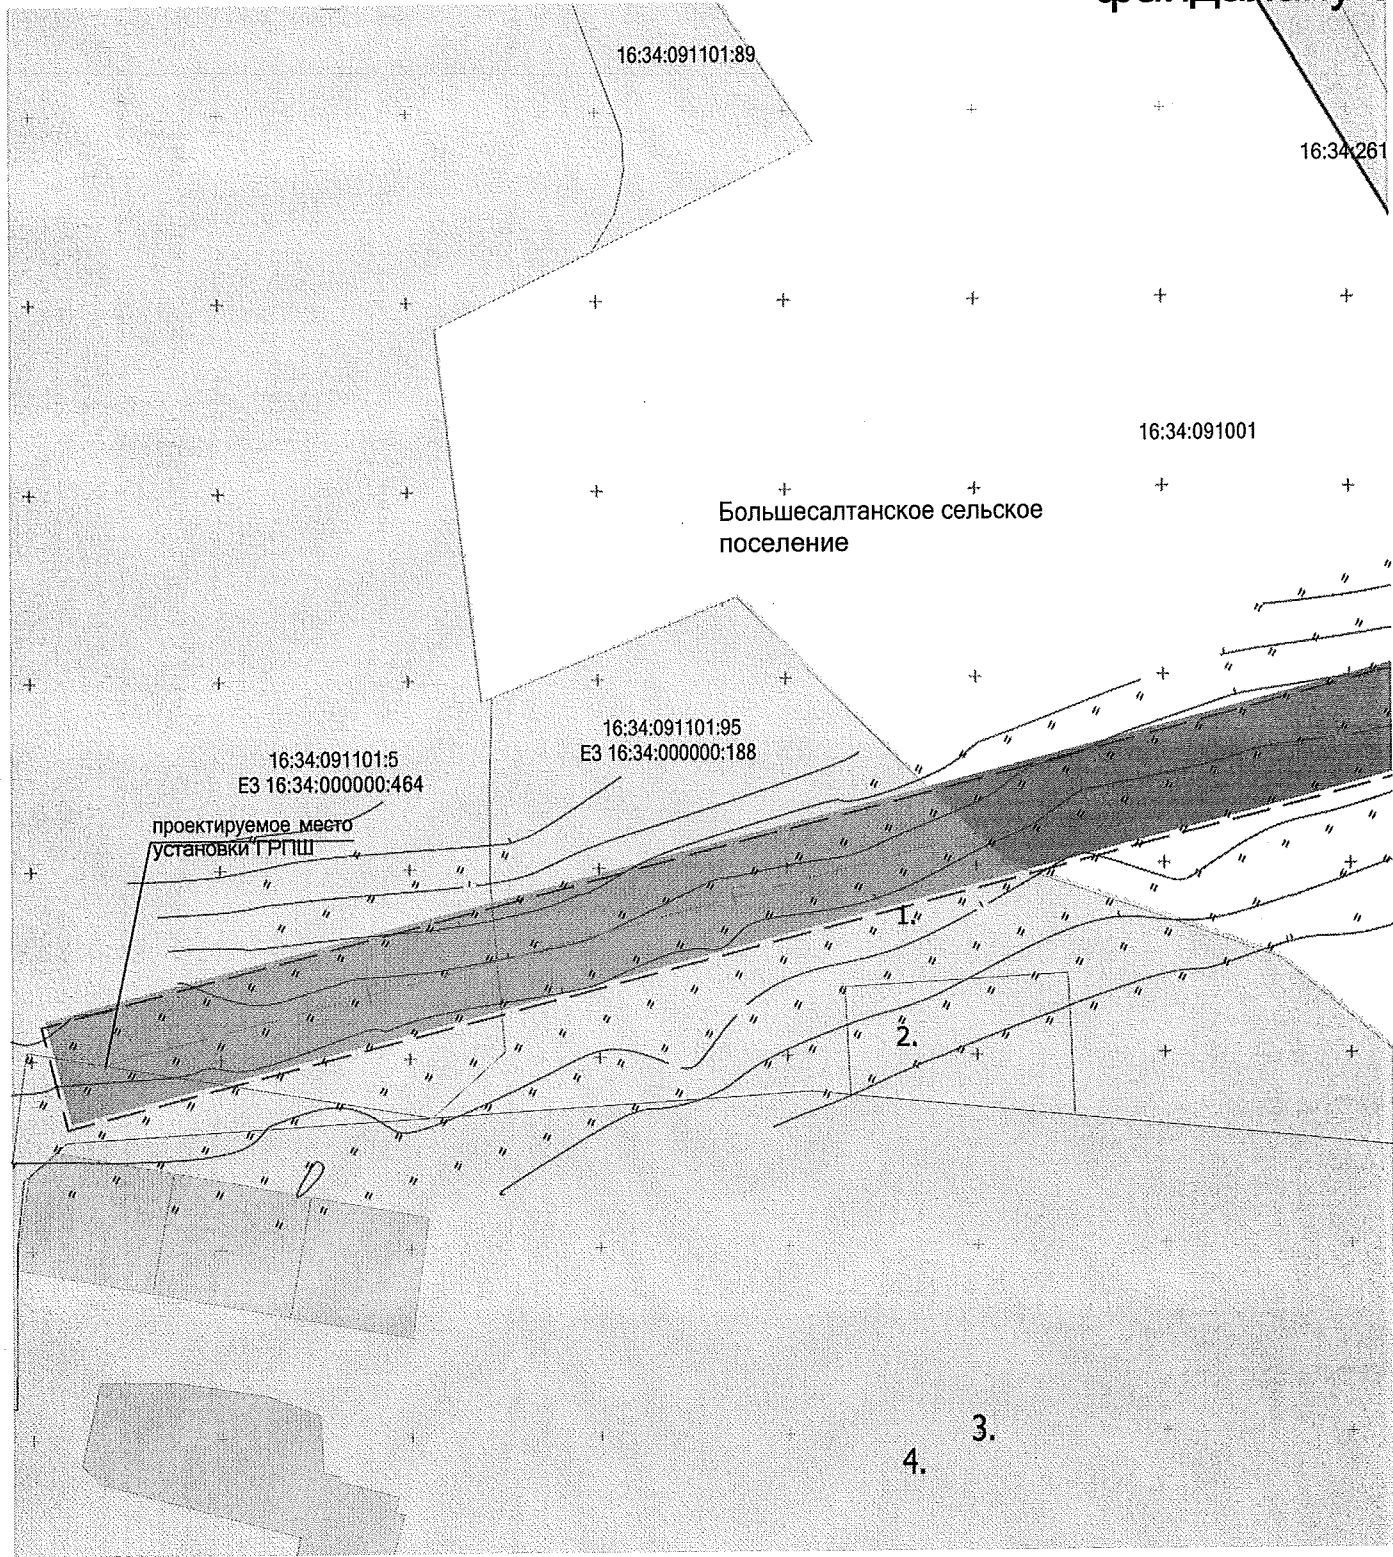 16:34:091101:89
16:34:261
16:34:091001
Большесалтанское сельское
поселение
16:34:091101:95
ЕЗ 16:34:000000:188
16:34:091101:5
ЕЗ 16:34:000000:464
проектируемое место
установки ГРПШ
1.
2.
3.
4.